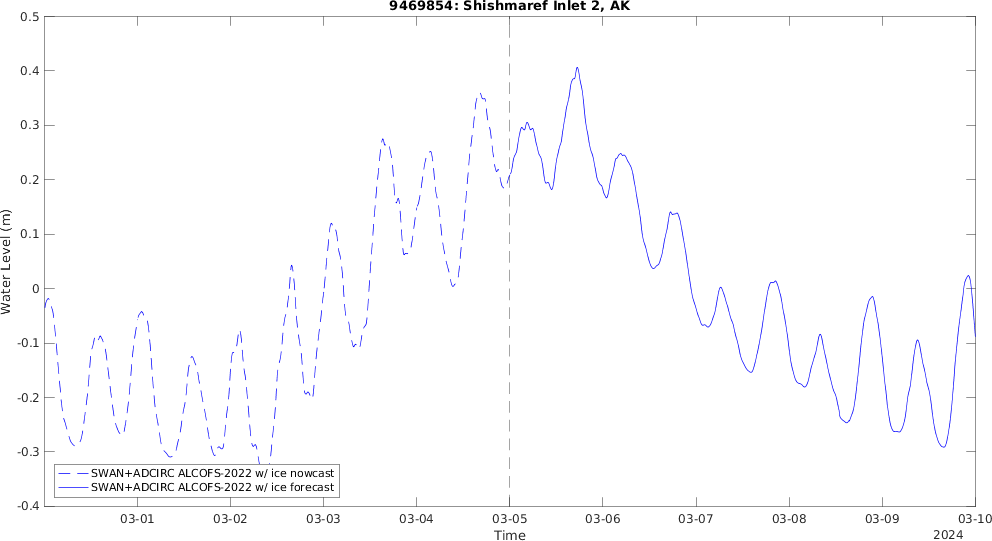 9469854: Shishmaref Inlet 2, AK
0.5
0.4
0.3
0.2
0.1
0
-0.1
-0.2
-0.3
-0.4
Water Level (m)
SWAN+ADCIRC ALCOFS-2022 w/ ice nowcast
SWAN+ADCIRC ALCOFS-2022 w/ ice forecast
03-01 03-02 03-03 03-04 03-05 03-06 03-07 03-08 03-09 03-10
Time
2024